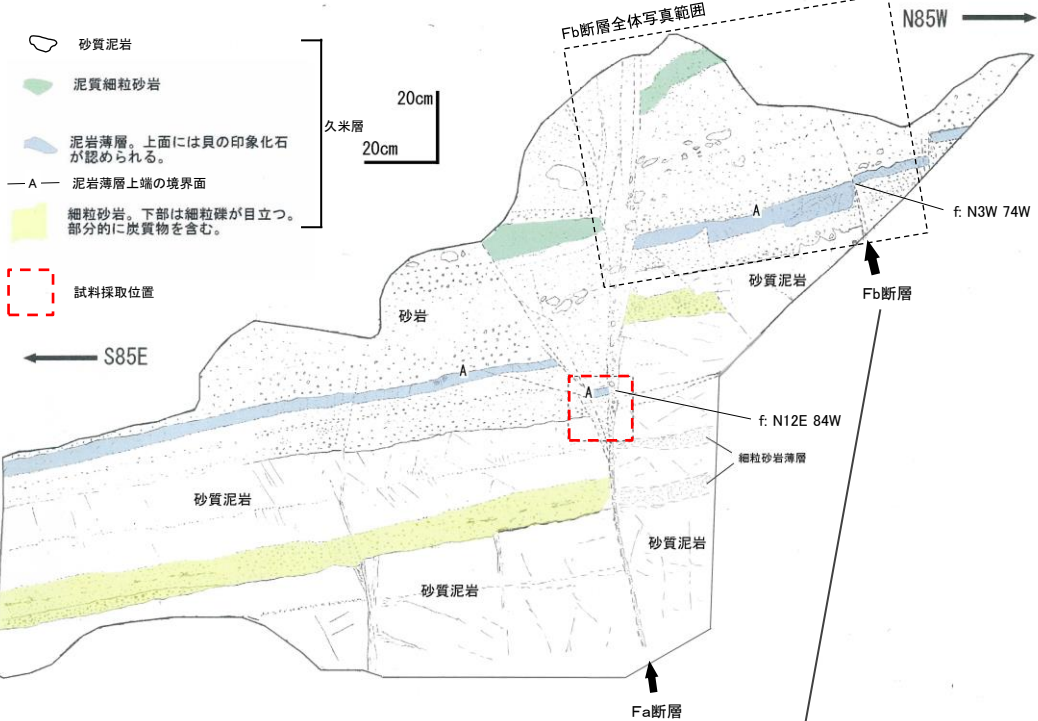 Fb断層全体写真範囲
N85W
砂質泥岩
泥質細粒砂岩
泥岩薄層。上面には貝の印象化石
が認められる。
A 泥岩薄層上端の境界面
細粒砂岩。下部は細粒礫が目立つ。
部分的に炭質物を含む。
久米層
試料採取位置
20cm
20cm
S85E
A
f: N3W 74W
砂質泥岩
Fb断層
砂岩
A
A
f: N12E 84W
細粒砂岩薄層
砂質泥岩
砂質泥岩
砂質泥岩
Fa断層